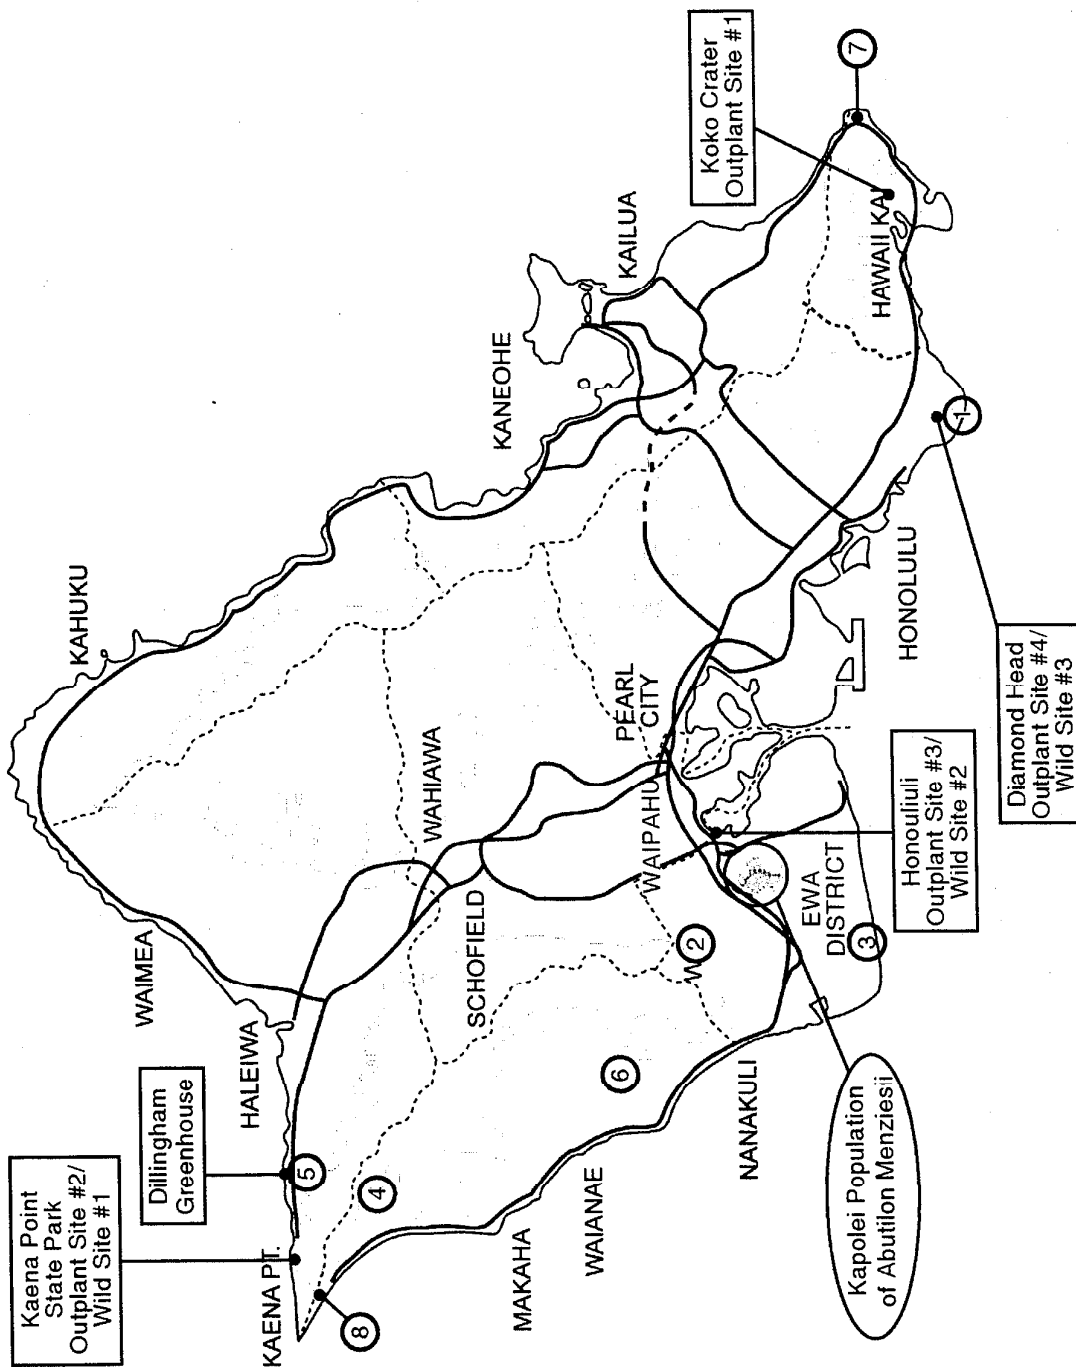 Kaena Point
State Park
Outplant Site #2/
Wild Site #1
Dillingham
Greenhouse
KAENA PT.
HALEIWA
WAIMEA
KAHUKU
5
4
8
MAKAHA
WAIANAE
SCHOFIELD
WAHIAWA
KANEOHE
KAILUA
Koko Crater
Outplant Site #1
7
6
NANAKULI
2
WAIPAHU
PEARL
CITY
HAWAII KAI
EWA
DISTRICT
3
HONOLULU
1
Kapolei Population
of Abutilon Menziesii
Honouliuli
Outplant Site #3/
Wild Site #2
Diamond Head
Outplant Site #4/
Wild Site #3